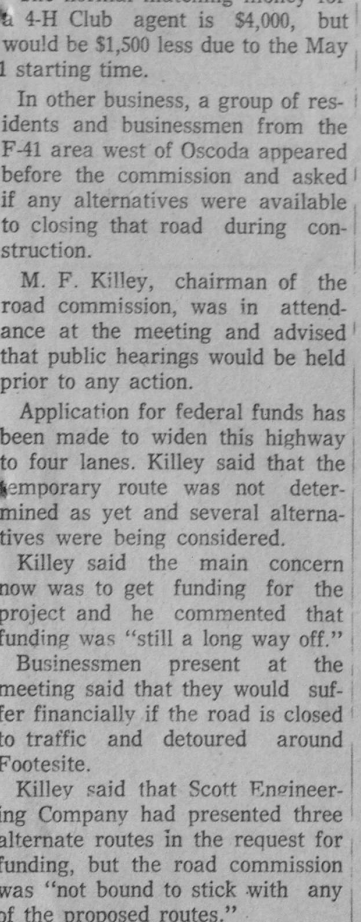 a 4-H Club agent is $4,000, but
would be $1,500 less due to the May
1 starting time.
In other business, a group of res-
idents and businessmen from the
F-41 area west of Oscoda appeared
before the commission and asked
if any alternatives were available
to closing that road during con-
struction.
M. F. Killey, chairman of the
road commission, was in attend-
ance at the meeting and advised
that public hearings would be held
prior to any action.
Application for federal funds has
been made to widen this highway
to four lanes. Killey said that the
temporary route was not deter-
mined as yet and several alterna-
tives were being considered.
Killey said the main concern
now was to get funding for the
project and he commented that
funding was “still a long way off.”
Businessmen present at the
meeting said that they would suf-
fer financially if the road is closed
to traffic and detoured around
Footesite.
Killey said that Scott Engineer-
ing Company had presented three
alternate routes in the request for
funding, but the road commission
was “not bound to stick with any
of the proposed routes.”